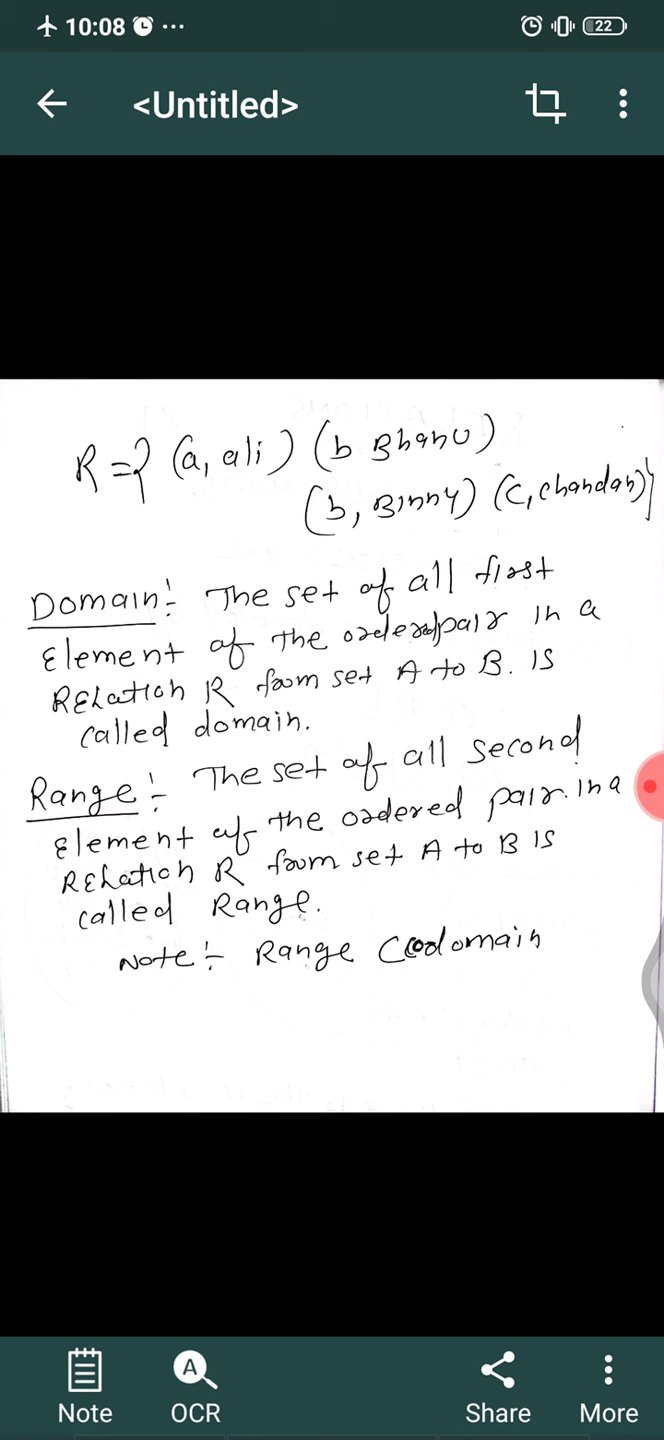 10:08
22
<Untitled>
R = { (a, ali) (b Bhanu)
(b, Binny) (c, chandan)}
Domain :- The set of all first
Element of the orderedpair in a
RElation R from set A to B. is
called domain.
Range :- The set of all second
Element of the ordered pair. in a
RElation R from set A to B is
called Range.
Note :- Range ⊂ codomain
Note OCR Share More